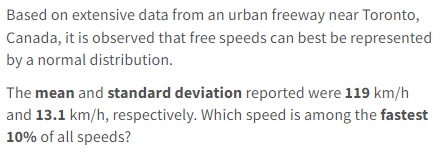 Based on extensive data from an urban freeway near Toronto,
Canada, it is observed that free speeds can best be represented
by a normal distribution.
The mean and standard deviation reported were 119 km/h
and 13.1 km/h, respectively. Which speed is among the fastest
10% of all speeds?